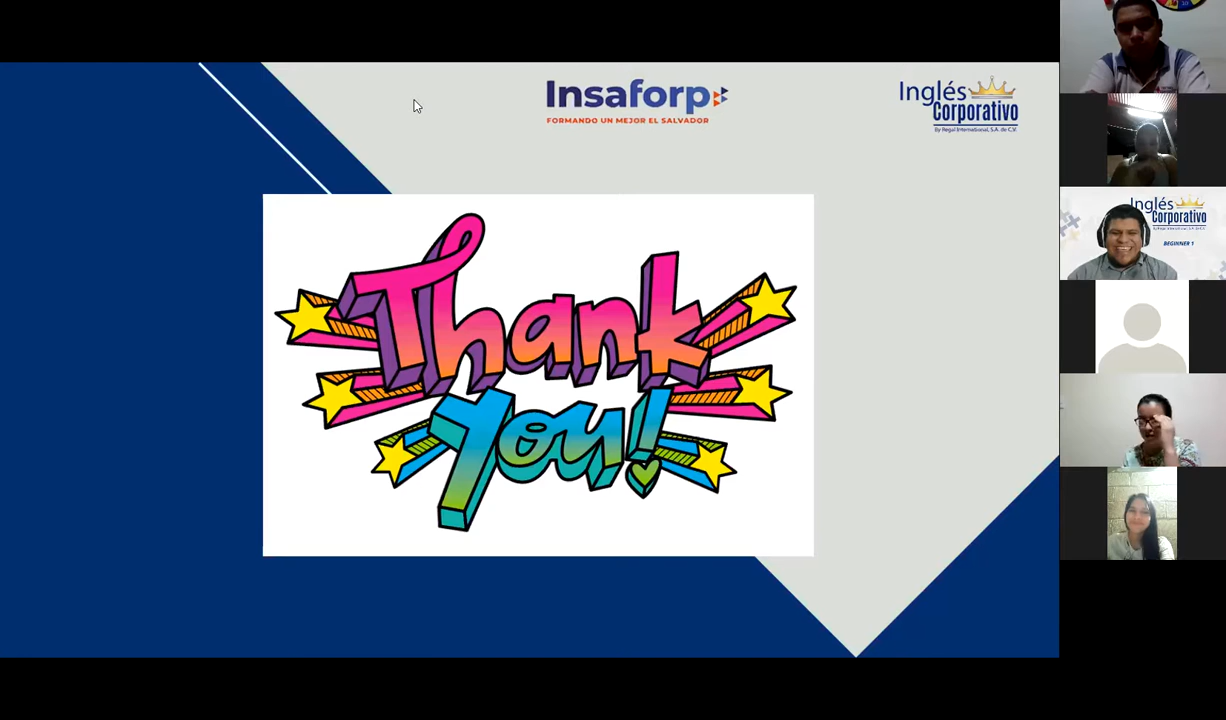 Insaforp
FORMANDO UN MEJOR EL SALVADOR
Inglés
Corporativo
By Regal International, S.A. de C.V.
Thank
You!
Inglés
Corporativo
BEGINNER 1